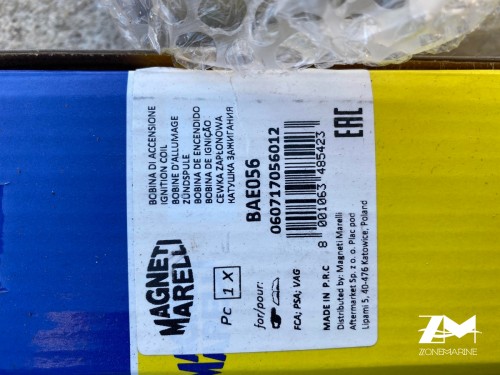 BOBINA DI ACCENSIONE
IGNITION COIL
BOBINE D'ALLUMAGE
ZÜNDSPULE
BOBINA DE ENCENDIDO
BOBINA DE IGNIÇÃO
CEWKA ZAPŁONOWA
КАТУШКА ЗАЖИГАНИЯ
BAE056
060717056012
8 001063 485423
EAC
MAGNETI
MARELLI
Pc 1 X
for/pour:
FCA; PSA; VAG
MADE IN P.R.C
Distributed by: Magneti Marelli
Aftermarket Sp. z o. o. Plac pod
Lipami 5, 40-476 Katowice, Poland
ZM
ZONEMARINE